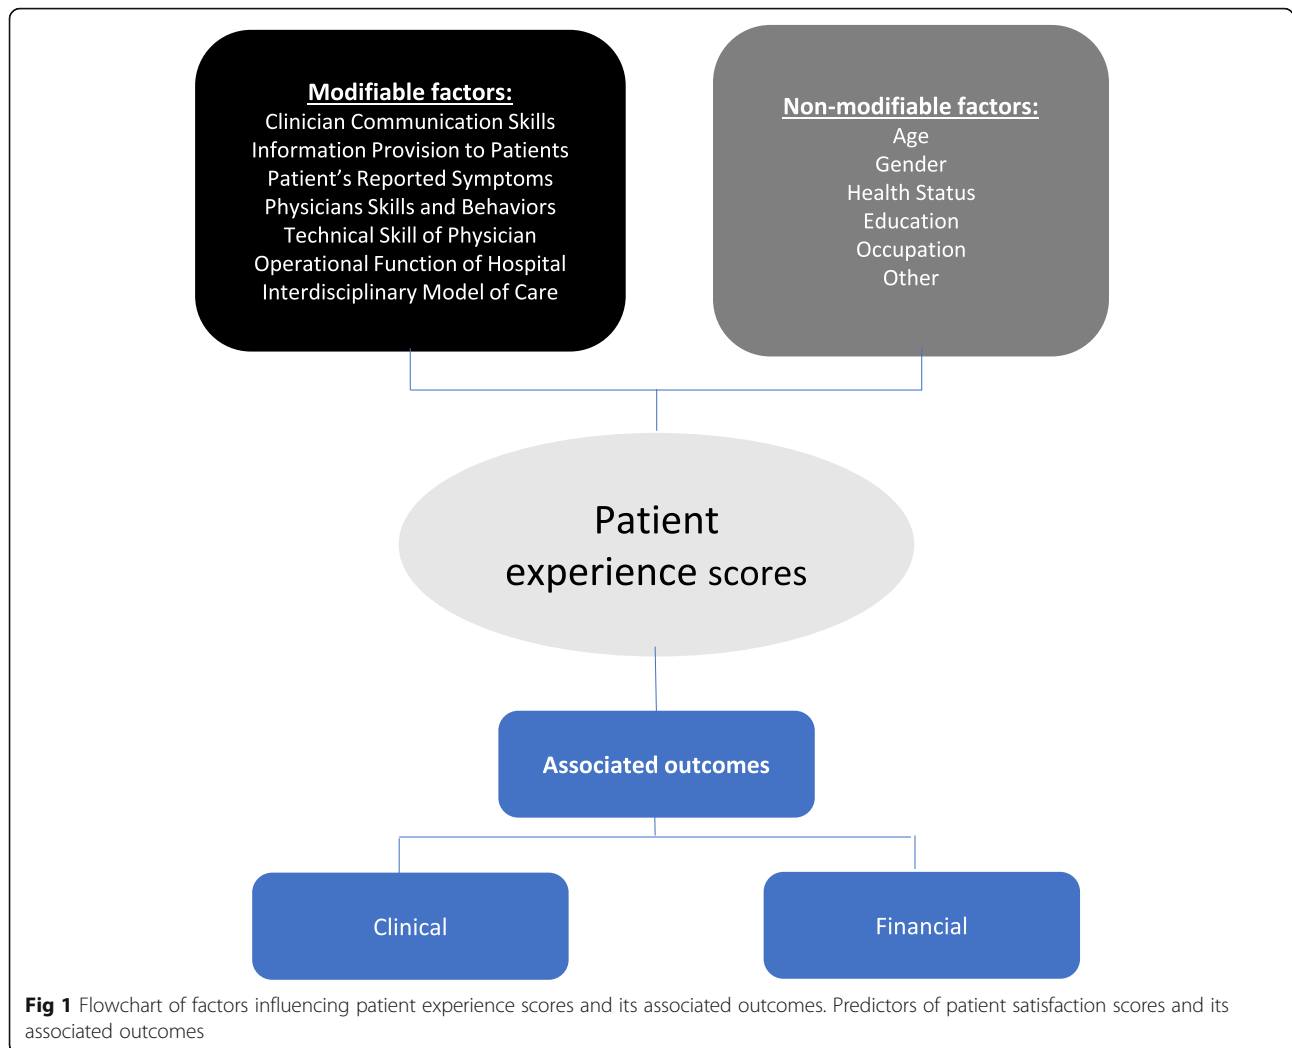 Modifiable factors:
Clinician Communication Skills
Information Provision to Patients
Patient’s Reported Symptoms
Physicians Skills and Behaviors
Technical Skill of Physician
Operational Function of Hospital
Interdisciplinary Model of Care
Non-modifiable factors:
Age
Gender
Health Status
Education
Occupation
Other
Patient
experience scores
Associated outcomes
Clinical
Financial
Fig 1 Flowchart of factors influencing patient experience scores and its associated outcomes. Predictors of patient satisfaction scores and its
associated outcomes